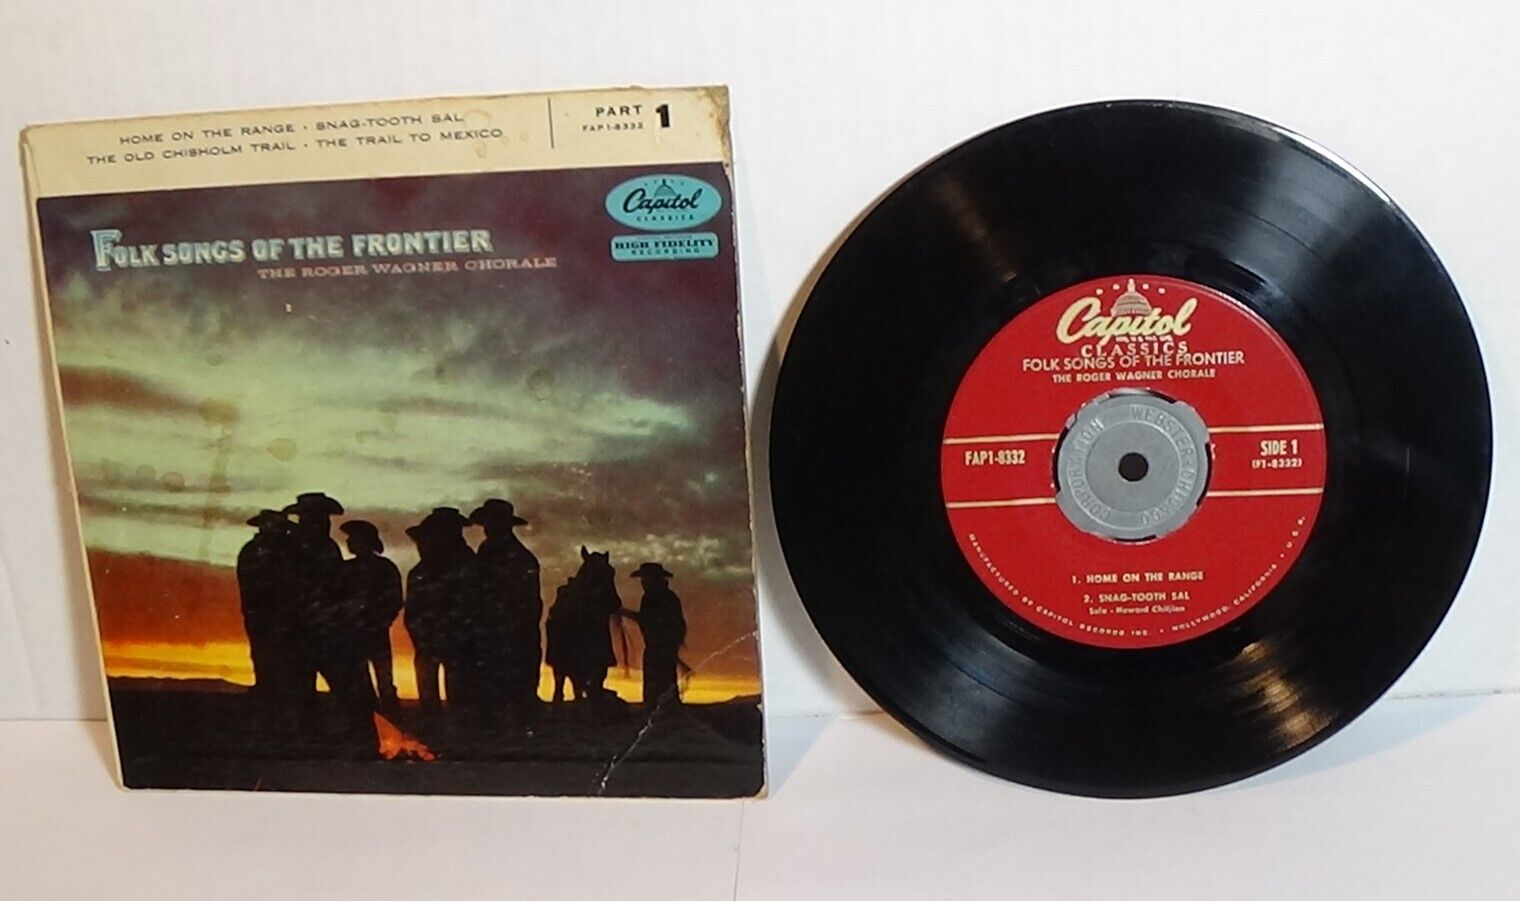 HOME ON THE RANGE • SNAG-TOOTH SAL
THE OLD CHISHOLM TRAIL • THE TRAIL TO MEXICO
PART 1
FAP1-8332
Capitol
CLASSICS
HIGH FIDELITY
RECORDING
FOLK SONGS OF THE FRONTIER
THE ROGER WAGNER CHORALE
Capitol
CLASSICS
FOLK SONGS OF THE FRONTIER
THE ROGER WAGNER CHORALE
FAP1-8332
SIDE 1
(F1-8332)
WEBSTER-CHICAGO
CORPORATION
1. HOME ON THE RANGE
2. SNAG-TOOTH SAL
Solo - Howard Chitjian
MANUFACTURED BY CAPITOL RECORDS, INC. • HOLLYWOOD, CALIFORNIA • U.S.A.